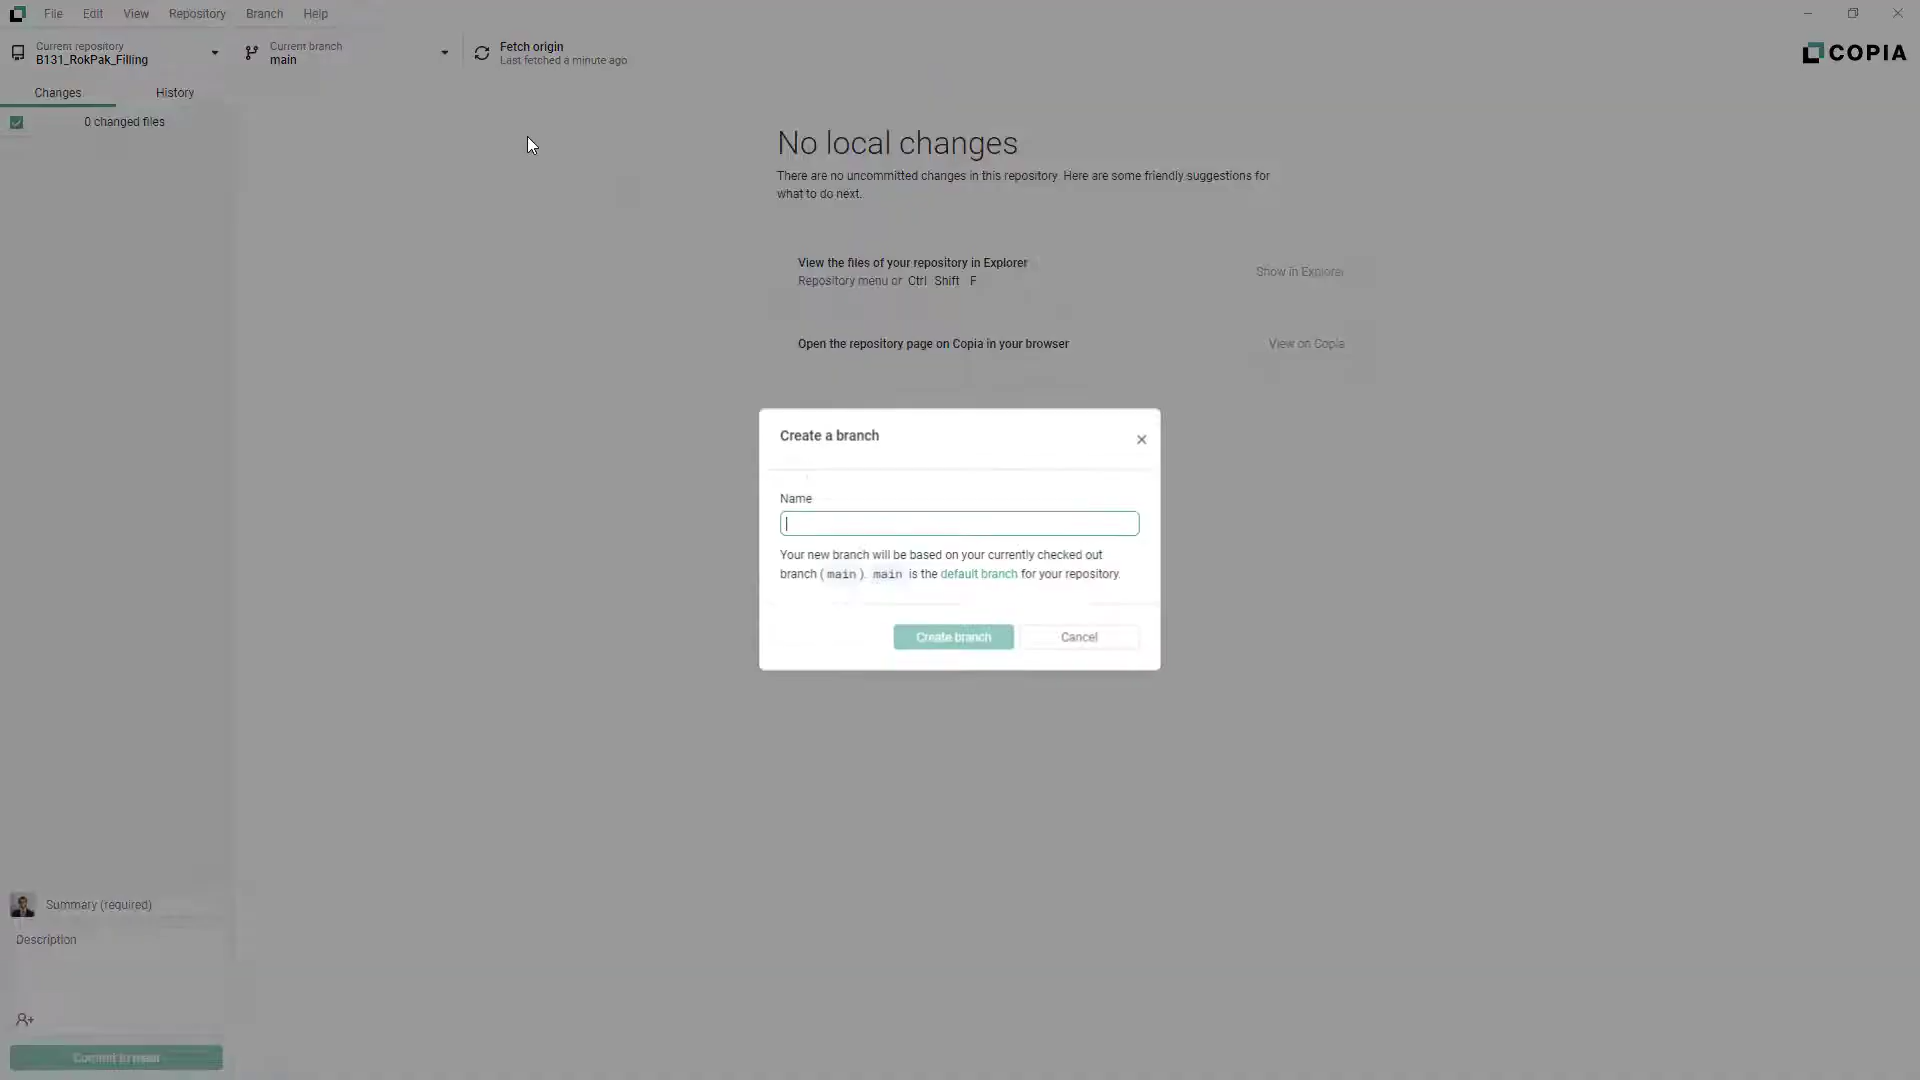 File Edit View Repository Branch Help
Current repository
B131_RokPak_Filling
Current branch
main
Fetch origin
Last fetched a minute ago
COPIA
Changes History
0 changed files
No local changes
There are no uncommitted changes in this repository. Here are some friendly suggestions for
what to do next.
View the files of your repository in Explorer
Repository menu or Ctrl Shift F
Show in Explorer
Open the repository page on Copia in your browser
View on Copia
Create a branch
Name
Your new branch will be based on your currently checked out
branch (main). main is the default branch for your repository.
Create branch Cancel
Summary (required)
Description
Commit to main